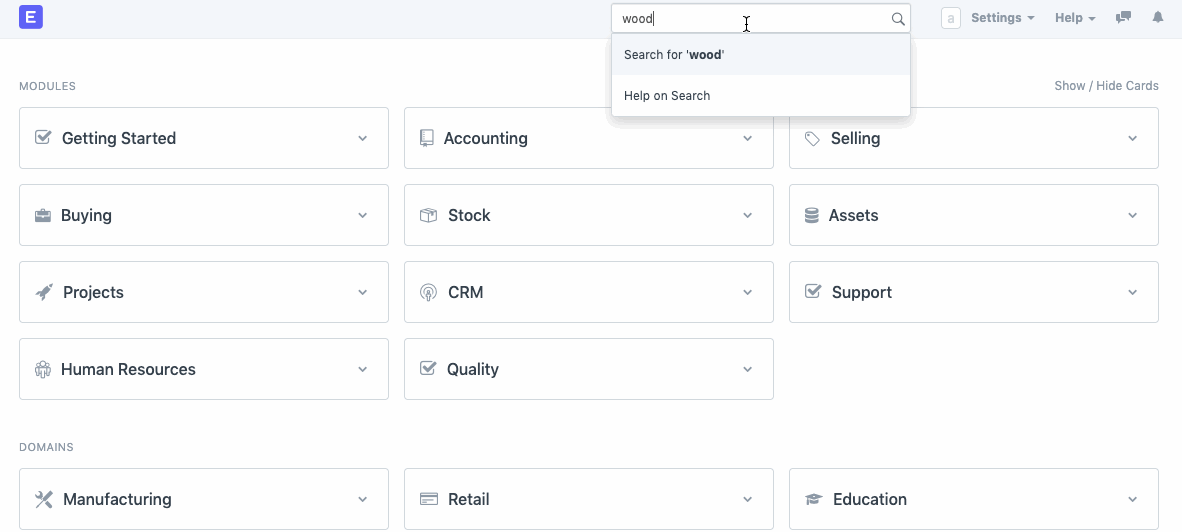 E
wood
a
Settings
Help
Search for 'wood'
Help on Search
MODULES
Show / Hide Cards
Getting Started
Accounting
Selling
Buying
Stock
Assets
Projects
CRM
Support
Human Resources
Quality
DOMAINS
Manufacturing
Retail
Education